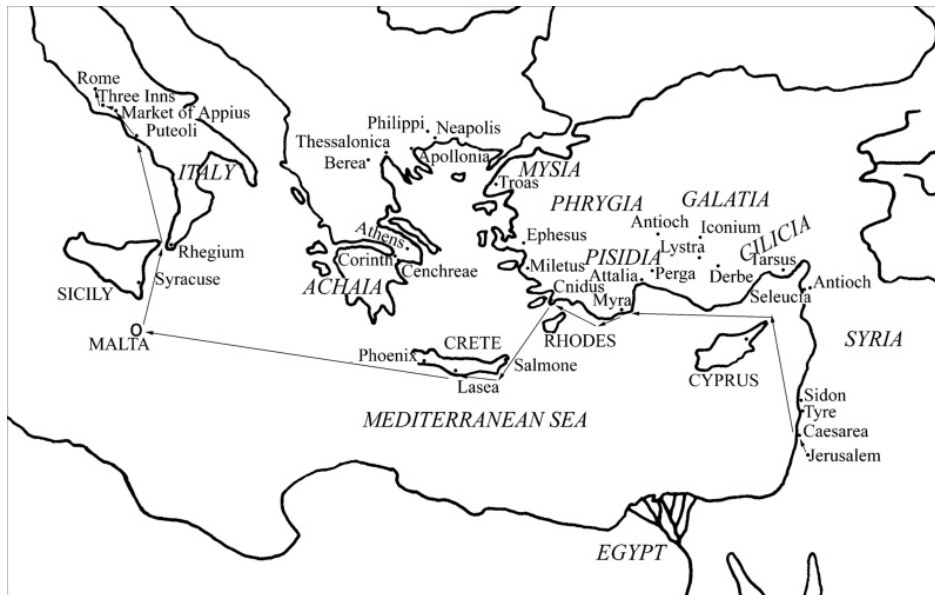 Rome
Three Inns
Market of Appius
Puteoli
ITALY
Rhegium
Syracuse
SICILY
MALTA
Philippi
Neapolis
Thessalonica
Berea
Apollonia
MYSIA
Troas
PHRYGIA
GALATIA
Antioch
Iconium
Lystra
CILICIA
Tarsus
Ephesus
Athens
Corinth
Cenchreae
ACHAIA
Miletus
PISIDIA
Attalia
Perga
Derbe
Cnidus
Myra
Seleucia
Antioch
RHODES
SYRIA
CRETE
Phoenix
Salmone
Lasea
CYPRUS
MEDITERRANEAN SEA
Sidon
Tyre
Caesarea
Jerusalem
EGYPT